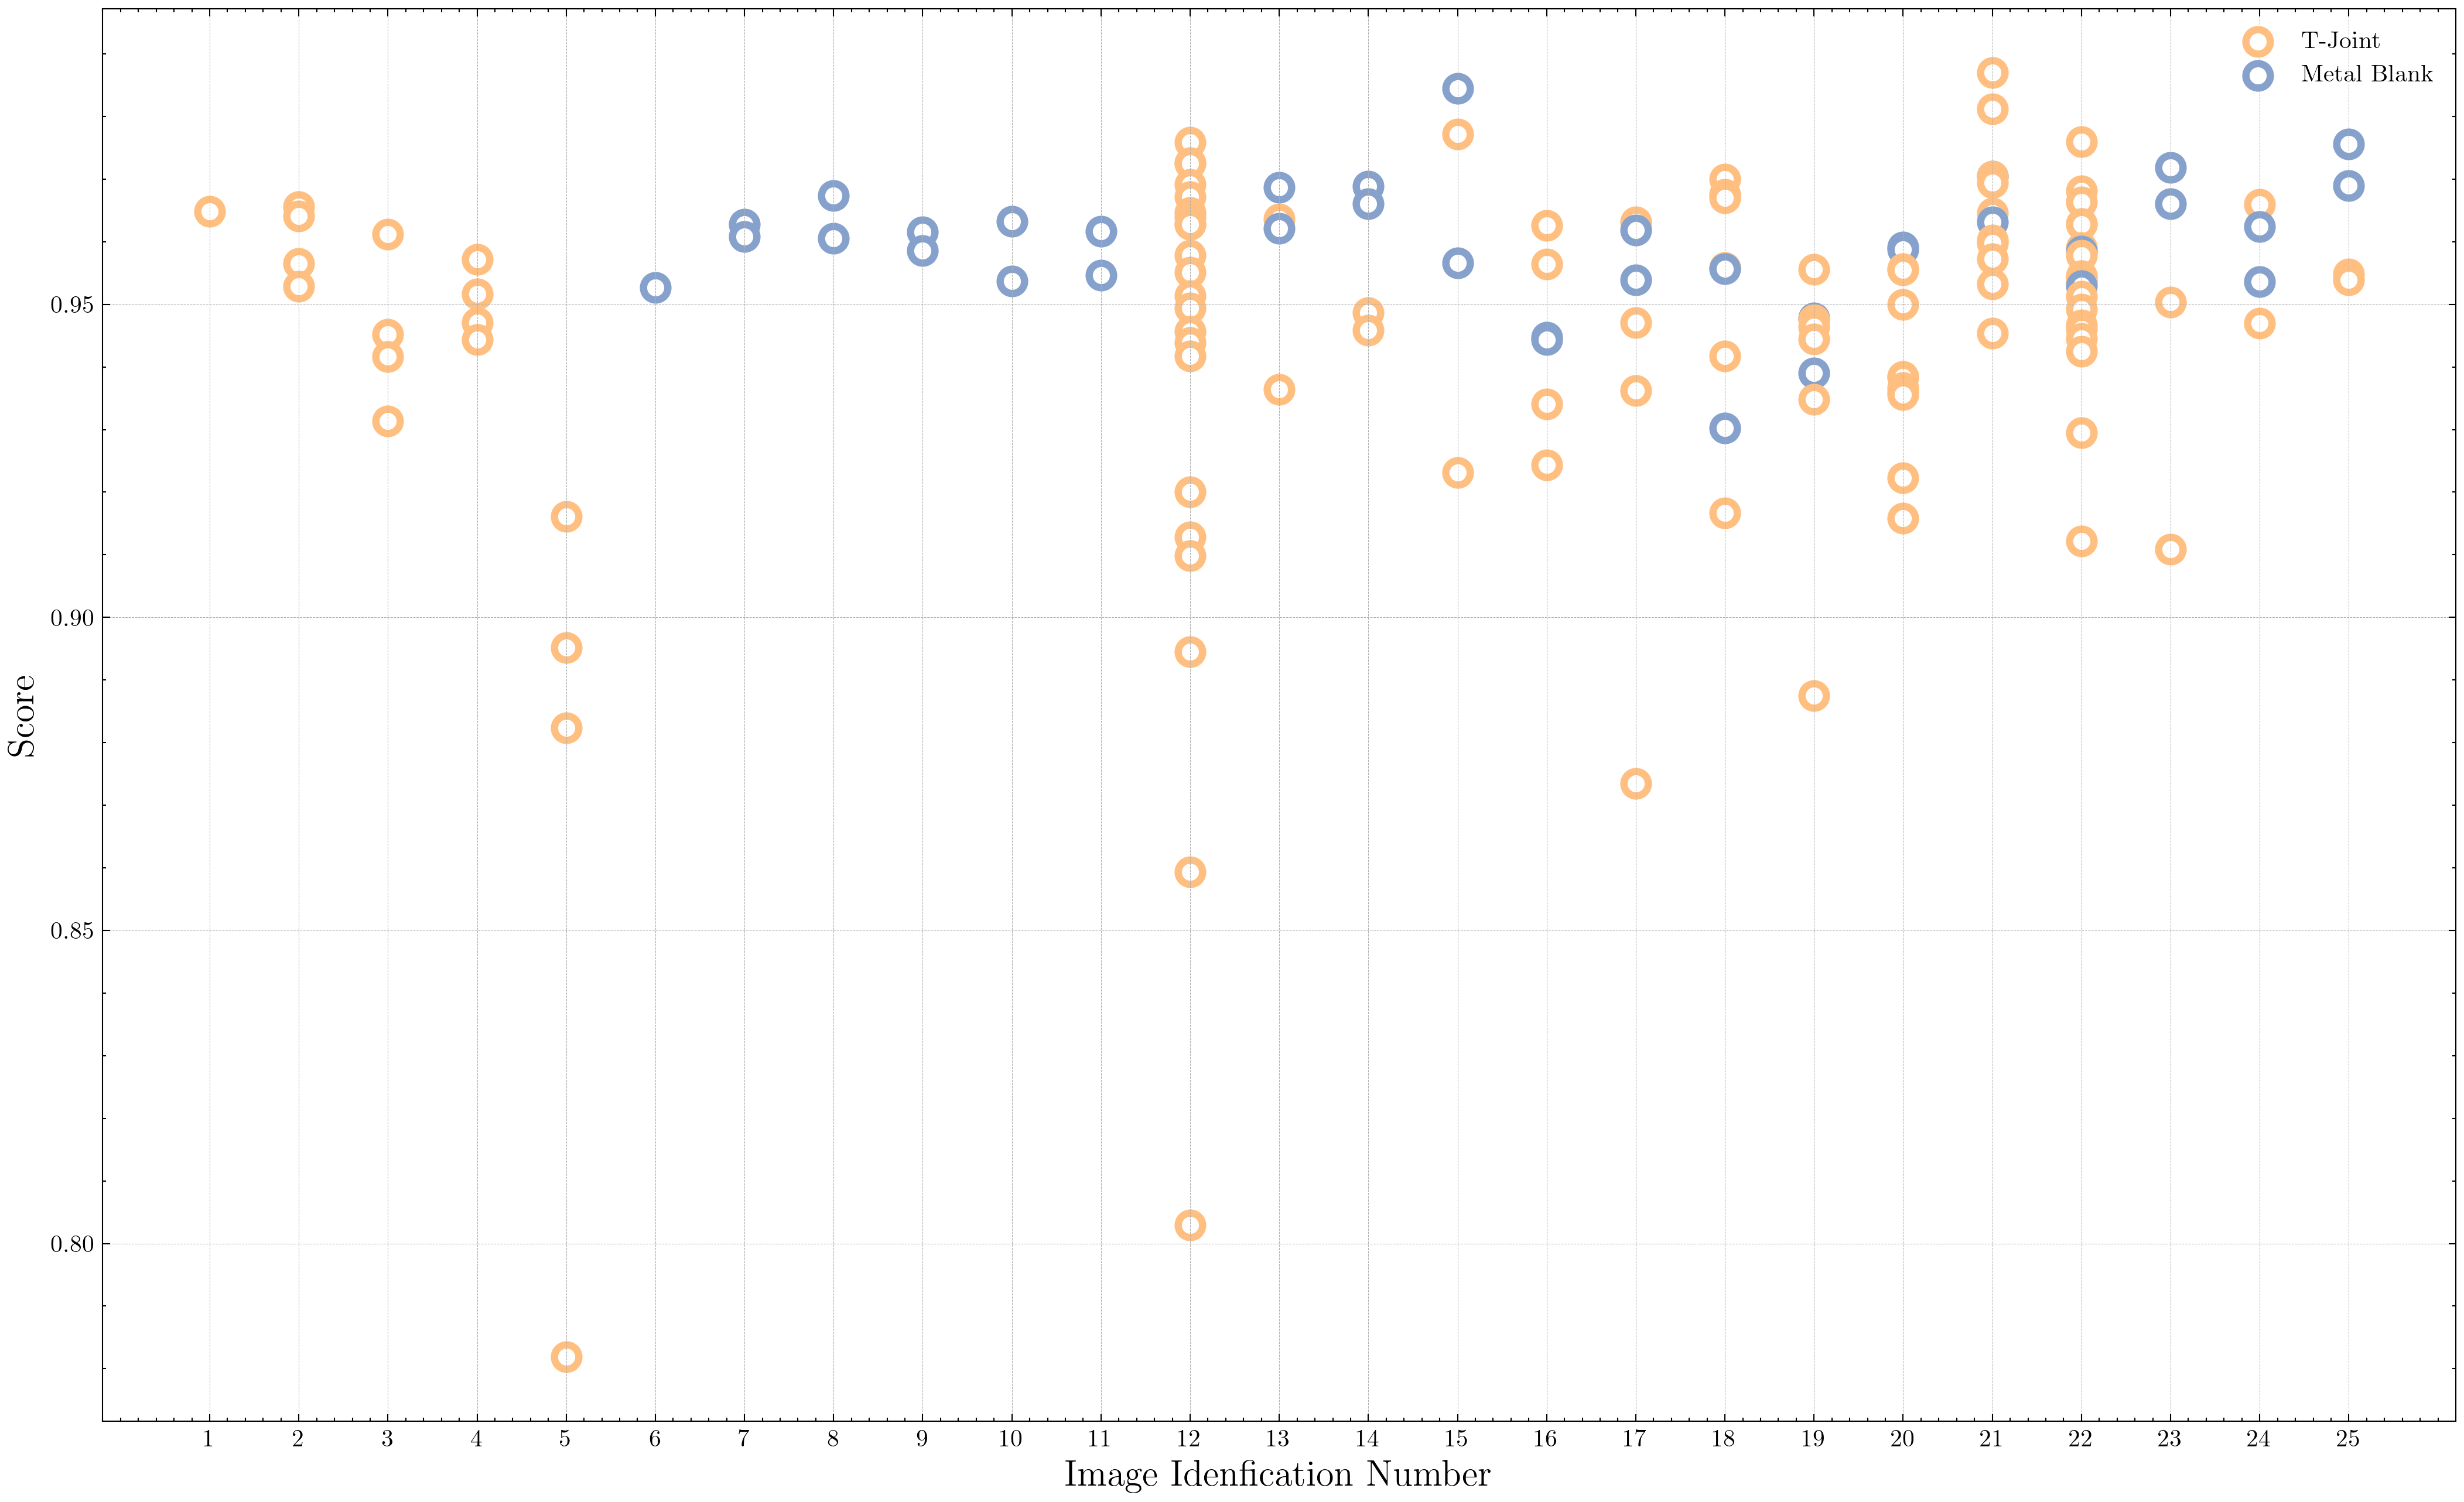 T-Joint
Metal Blank
0.95
0.90
0.85
0.80
Score
1 2 3 4 5 6 7 8 9 10 11 12 13 14 15 16 17 18 19 20 21 22 23 24 25
Image Idenfication Number